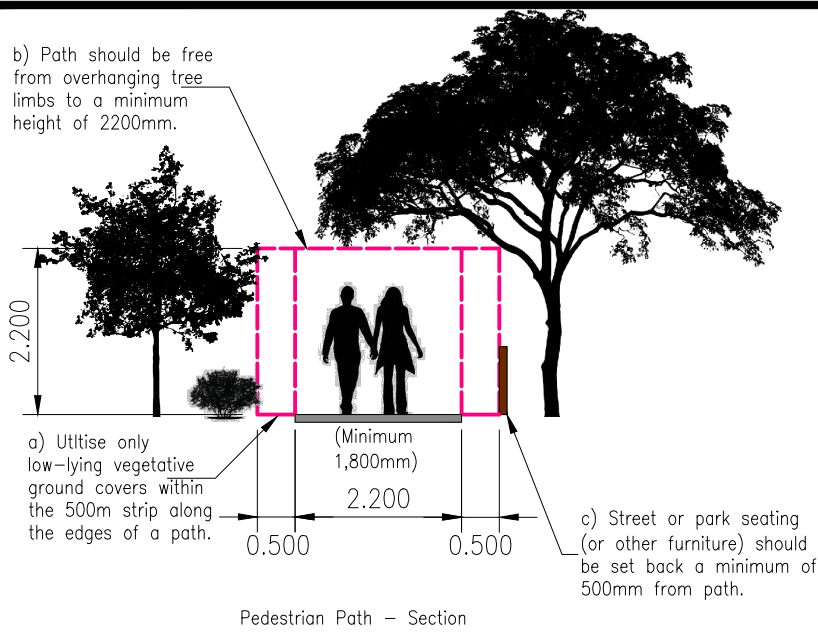 b) Path should be free
from overhanging tree
limbs to a minimum
height of 2200mm.
2.200
a) Utltise only
low-lying vegetative
ground covers within
the 500m strip along
the edges of a path.
(Minimum
1,800mm)
2.200
0.500
0.500
c) Street or park seating
(or other furniture) should
be set back a minimum of
500mm from path.
Pedestrian Path - Section